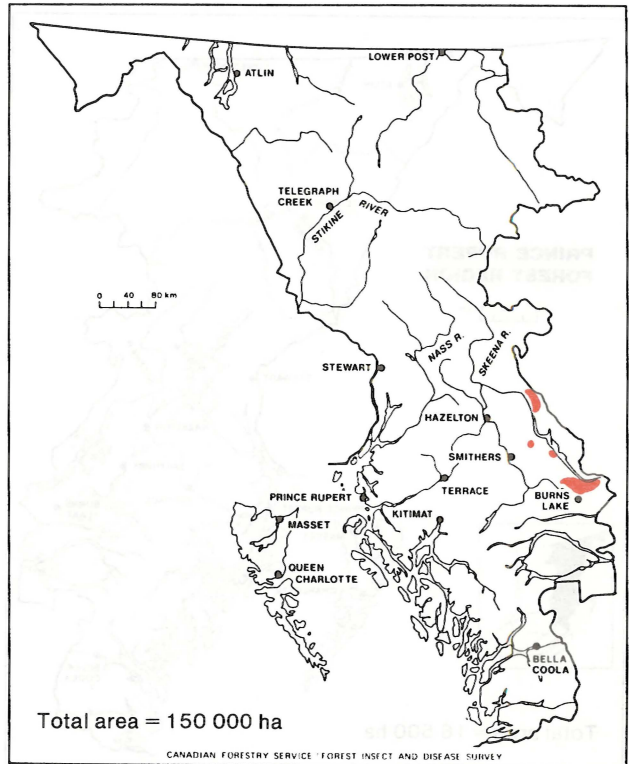 LOWER POST
ATLIN
TELEGRAPH
CREEK
STIKINE RIVER
0 40 80 km
NASS R.
SKEENA R.
STEWART
HAZELTON
SMITHERS
TERRACE
BURNS
LAKE
PRINCE RUPERT
KITIMAT
MASSET
QUEEN
CHARLOTTE
BELLA
COOLA
Total area = 150 000 ha
CANADIAN FORESTRY SERVICE FOREST INSECT AND DISEASE SURVEY